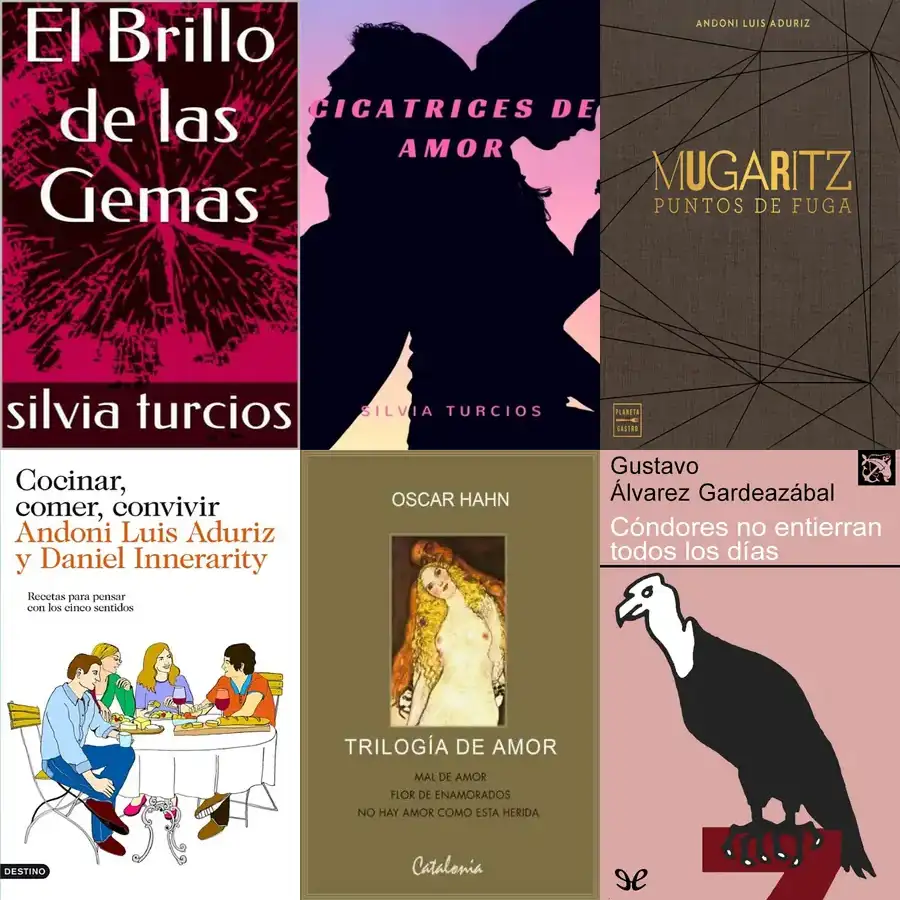 El Brillo
de las
Gemas
silvia turcios
CICATRICES DE
AMOR
SILVIA TURCIOS
ANDONI LUIS ADURIZ
MUGARITZ
PUNTOS DE FUGA
PLANETA
GASTRO
Cocinar,
comer, convivir
Andoni Luis Aduriz
y Daniel Innerarity
Recetas para pensar
con los cinco sentidos
DESTINO
OSCAR HAHN
TRILOGÍA DE AMOR
MAL DE AMOR
FLOR DE ENAMORADOS
NO HAY AMOR COMO ESTA HERIDA
Catalonia
Gustavo
Álvarez Gardeazábal
Cóndores no entierran
todos los días